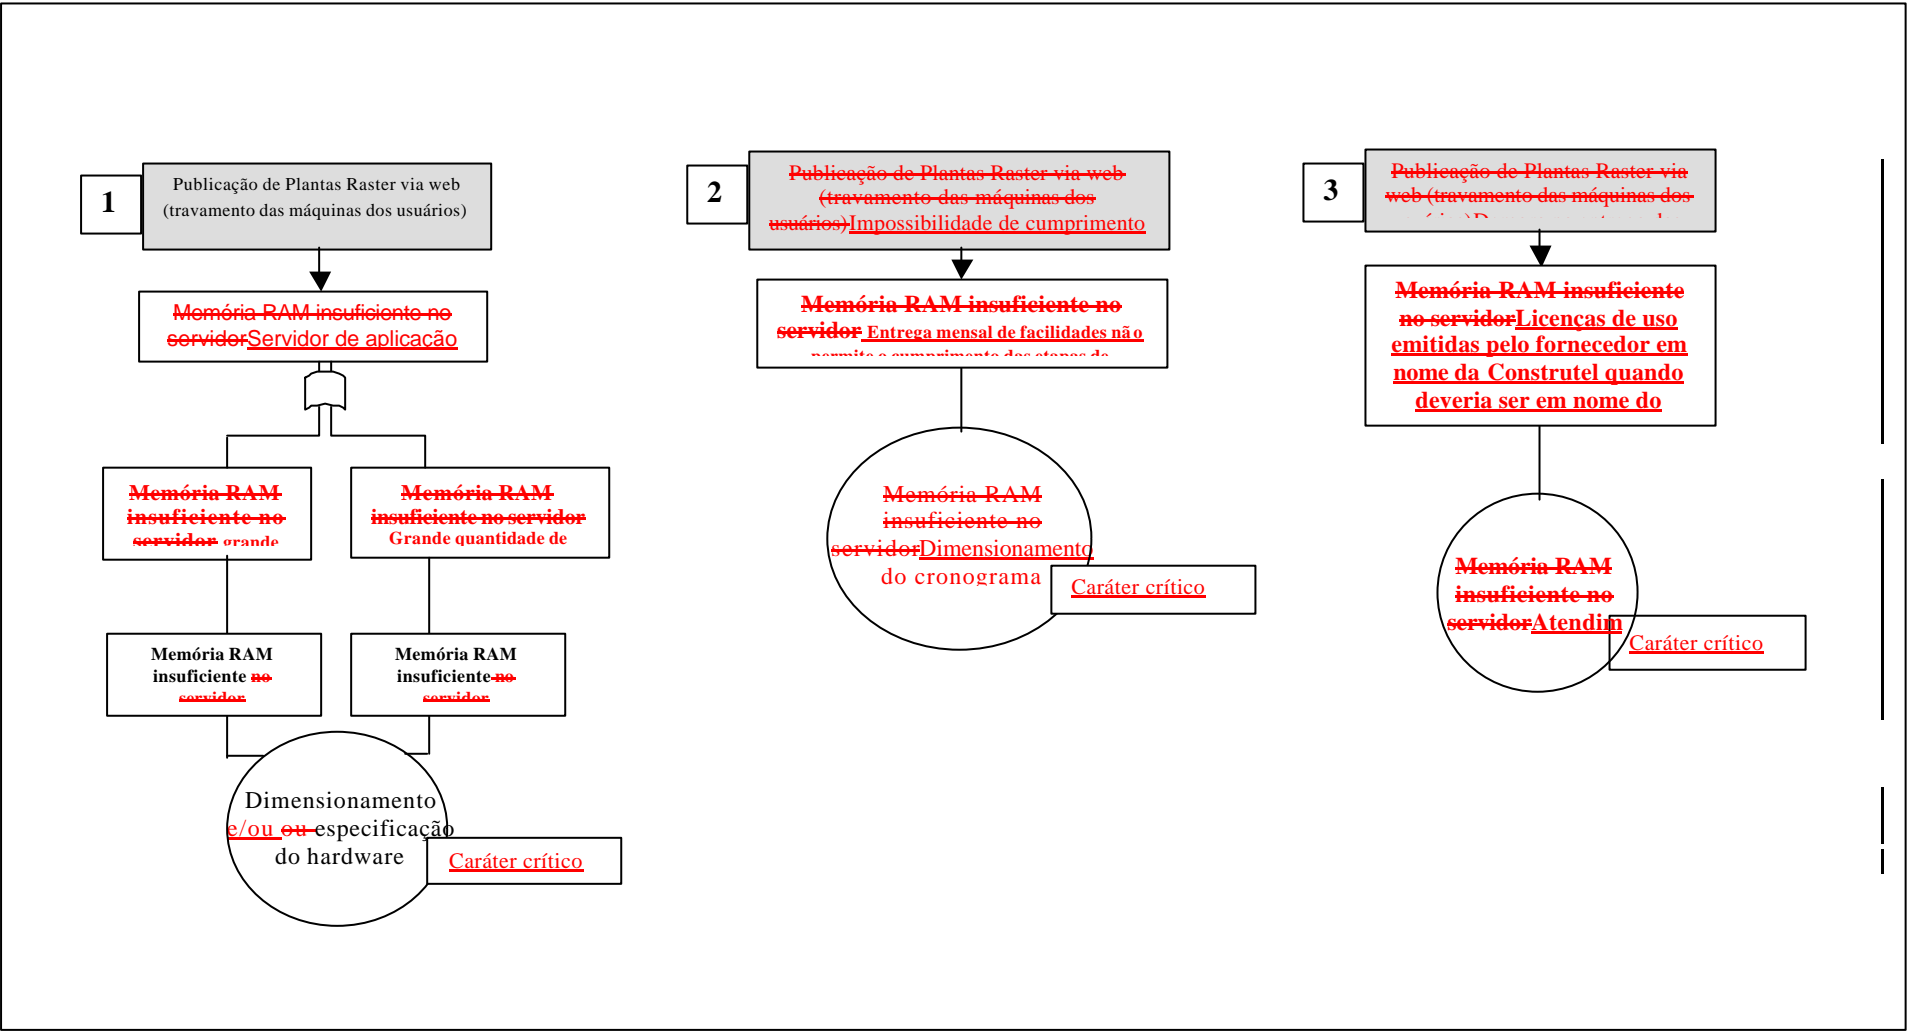 1
Publicação de Plantas Raster via web
(travamento das máquinas dos usuários)
Memória RAM insuficiente no
servidorServidor de aplicação
Memória RAM
insuficiente no
servidor grande
Memória RAM
insuficiente no servidor
Grande quantidade de
Memória RAM
insuficiente no
servidor
Memória RAM
insuficiente no
servidor
Dimensionamento
e/ou ou especificação
do hardware
Caráter crítico
2
Publicação de Plantas Raster via web
(travamento das máquinas dos
usuários)Impossibilidade de cumprimento
Memória RAM insuficiente no
servidor Entrega mensal de facilidades não
permite o cumprimento das etapas de
Memória RAM
insuficiente no
servidorDimensionamento
do cronograma
Caráter crítico
3
Publicação de Plantas Raster via
web (travamento das máquinas dos
Memória RAM insuficiente
no servidorLicenças de uso
emitidas pelo fornecedor em
nome da Construtel quando
deveria ser em nome do
Memória RAM
insuficiente no
servidorAtendim
Caráter crítico